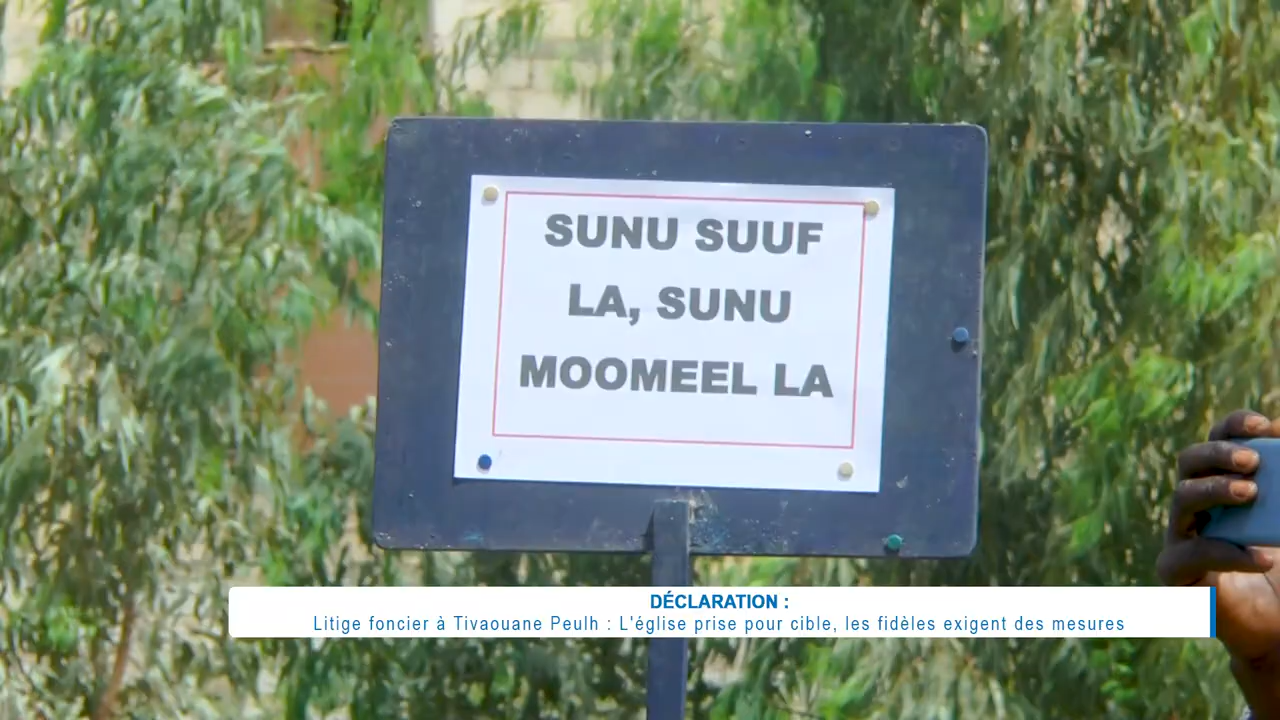 SUNU SUUF
LA, SUNU
MOOMEEL LA
DÉCLARATION :
Litige foncier à Tivaouane Peulh : L'église prise pour cible, les fidèles exigent des mesures